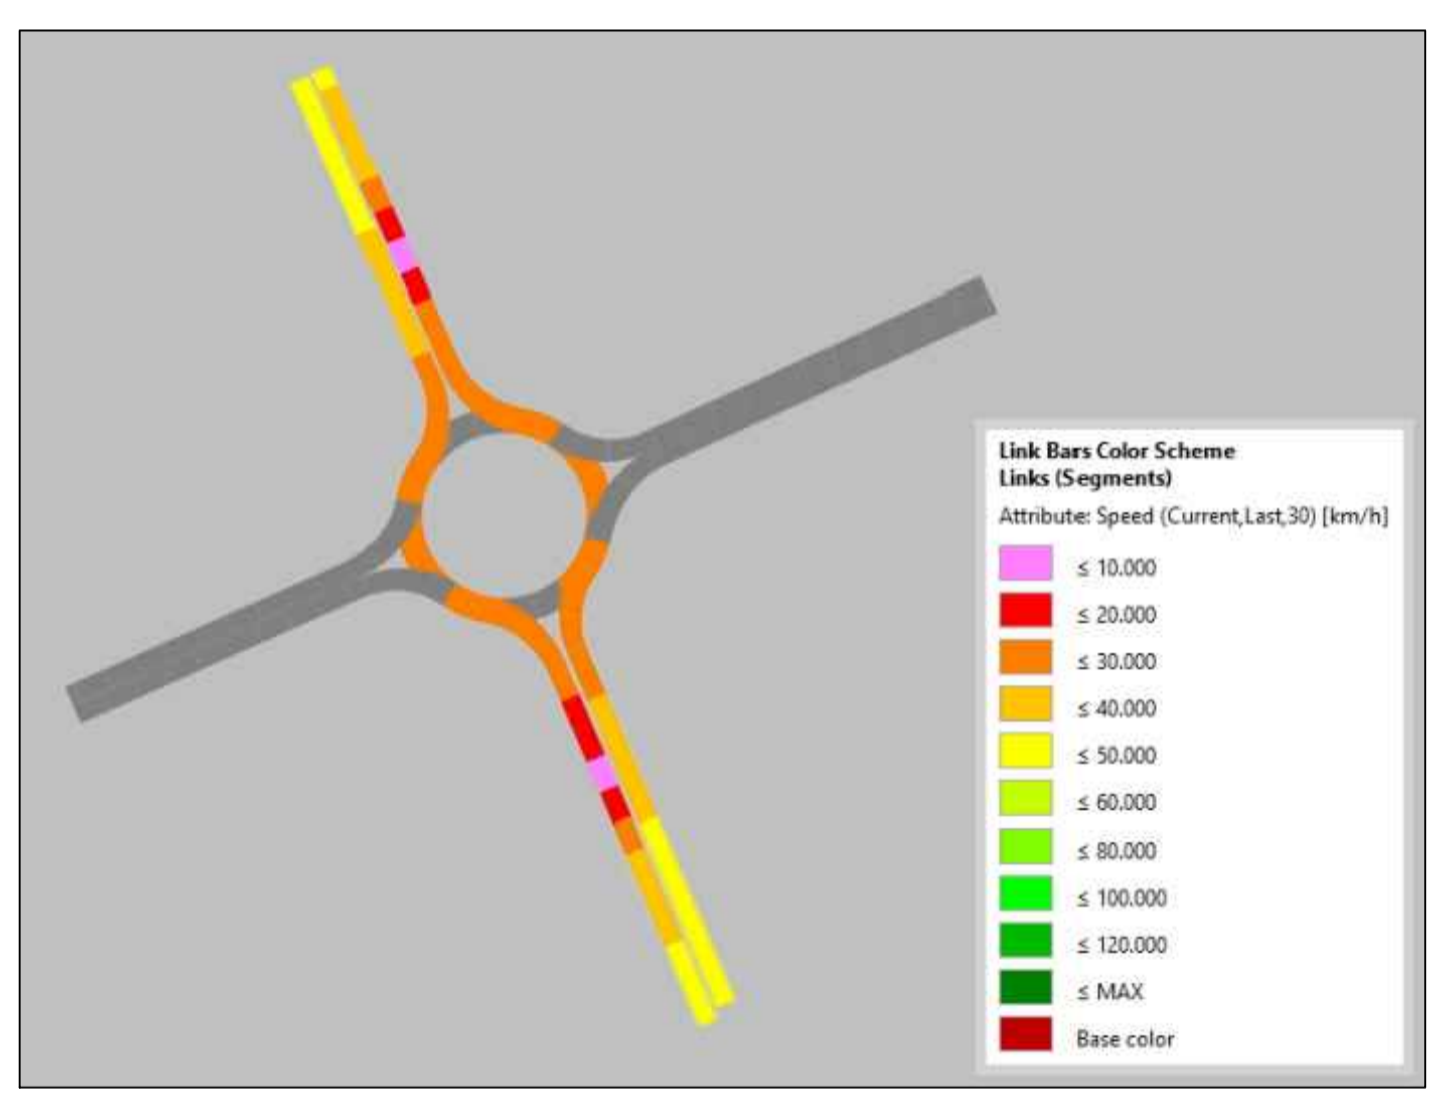 Link Bars Color Scheme
Links (Segments)
Attribute: Speed (Current,Last,30) [km/h]
≤ 10.000
≤ 20.000
≤ 30.000
≤ 40.000
≤ 50.000
≤ 60.000
≤ 80.000
≤ 100.000
≤ 120.000
≤ MAX
Base color